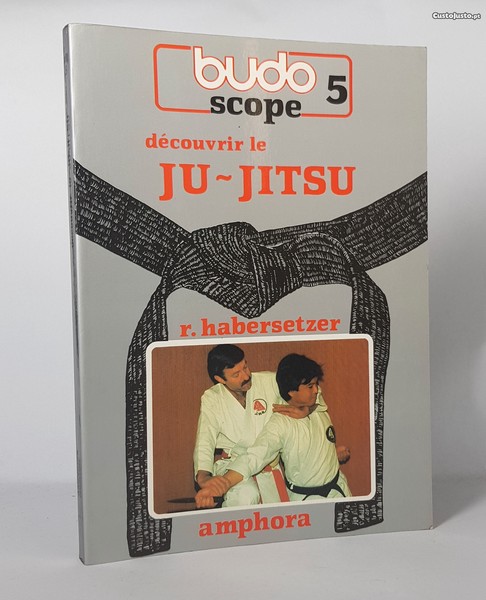 CustoJusto.pt
budo
scope 5
découvrir le
JU~JITSU
r. habersetzer
amphora